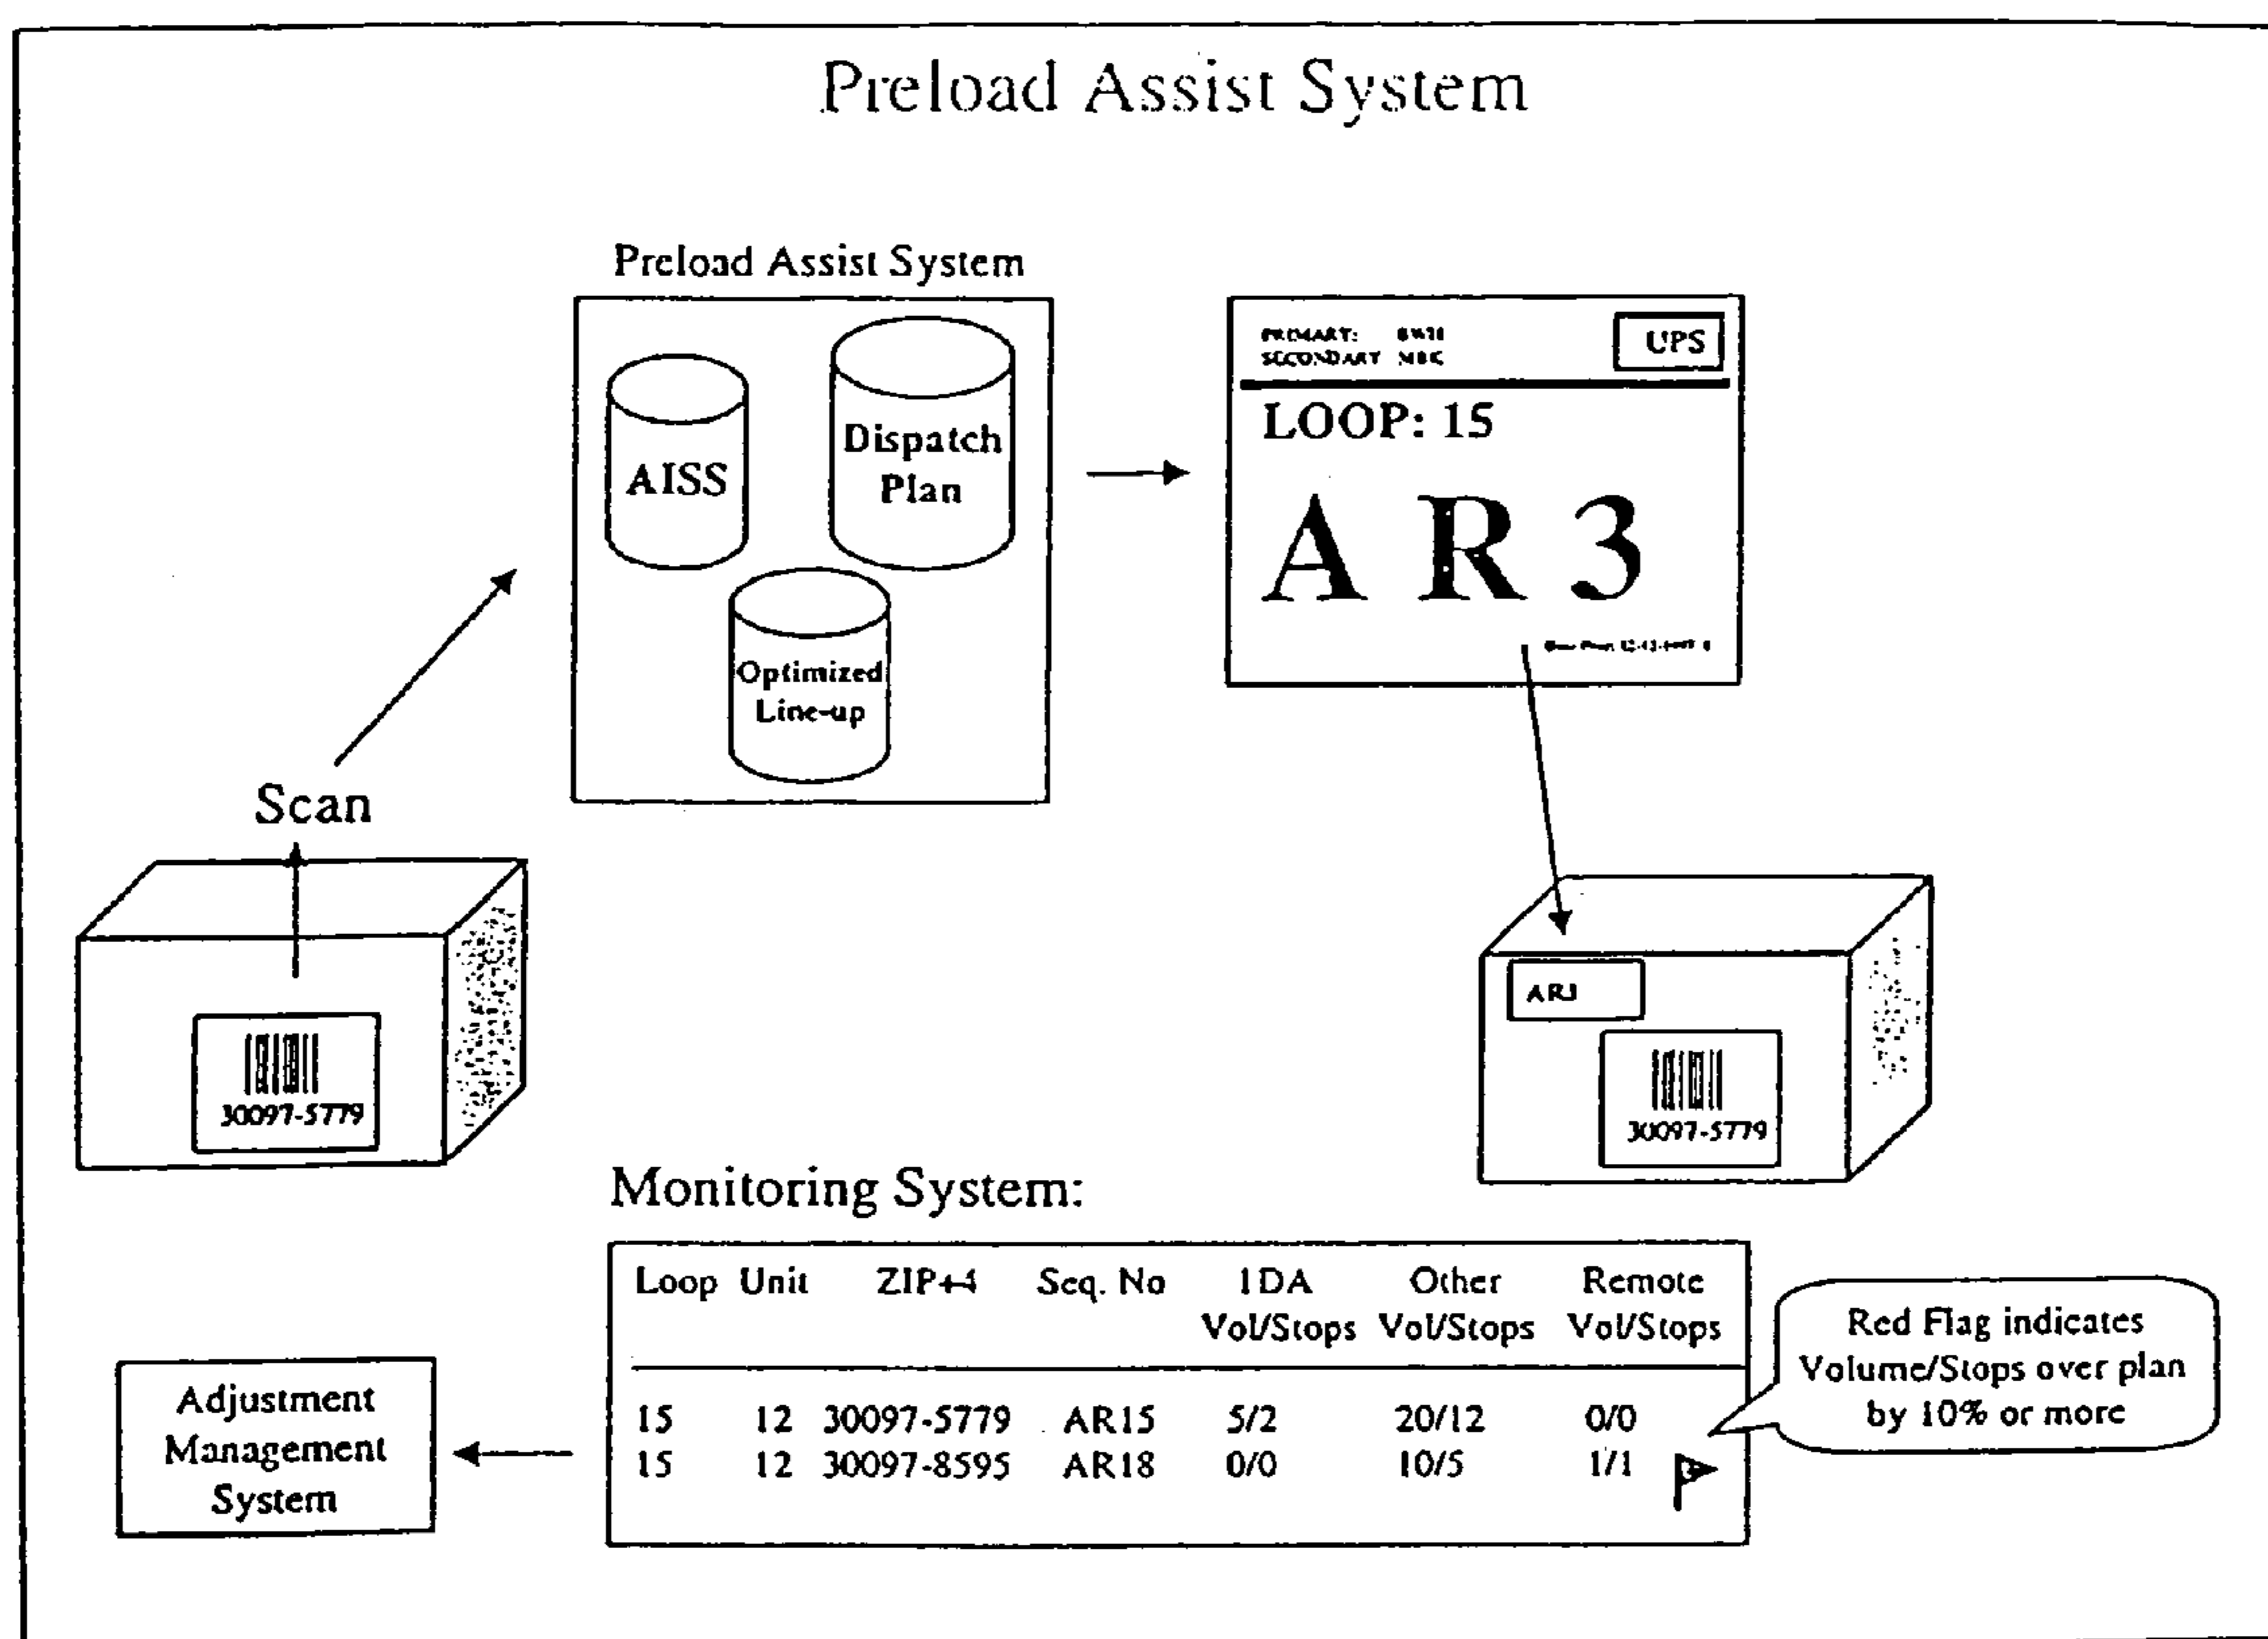 Preload Assist System
Preload Assist System
AISS
Dispatch
Plan
Optimized
Line-up
PRIMARY:
SECONDARY
UPS
LOOP: 15
A R 3
Scan
30097-5779
30097-5779
Monitoring System:
Loop Unit ZIP+4 Seq. No 1DA Other Remote
Vol/Stops Vol/Stops Vol/Stops
15 12 30097-5779 AR15 5/2 20/12 0/0
15 12 30097-8595 AR18 0/0 10/5 1/1
Red Flag indicates
Volume/Stops over plan
by 10% or more
Adjustment
Management
System